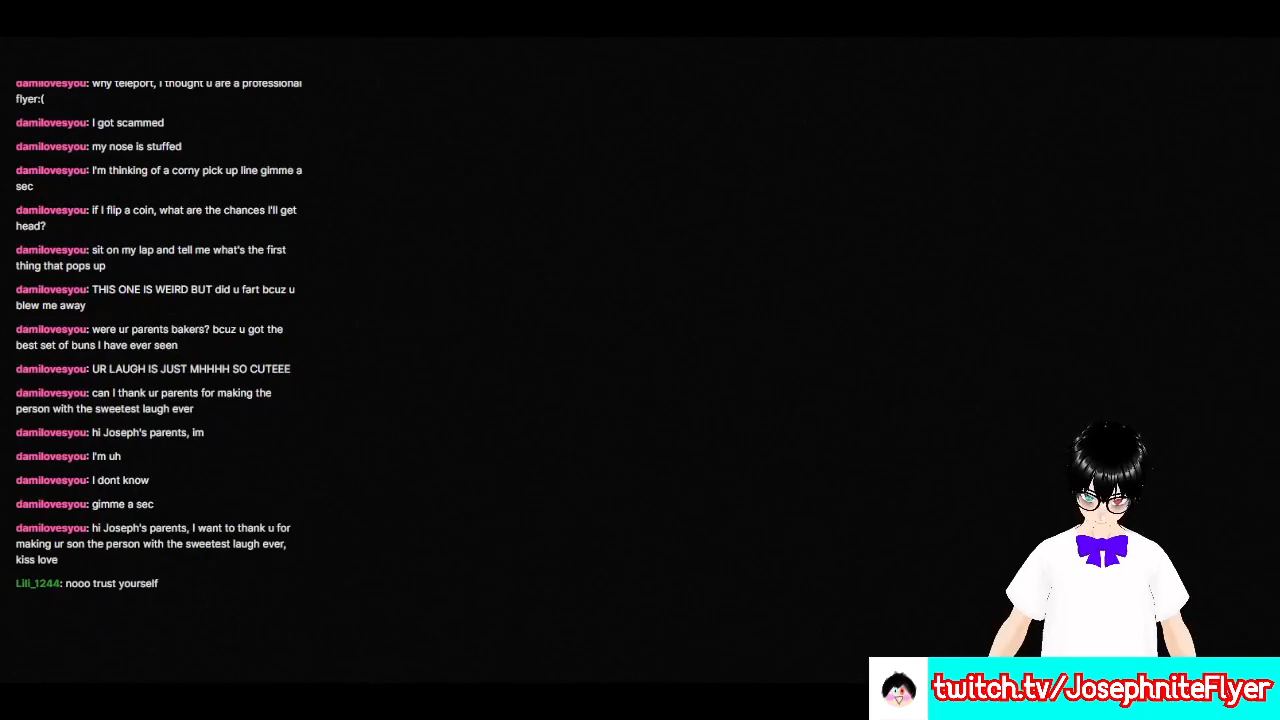 damilovesyou: why teleport, i thought u are a professional
flyer:(
damilovesyou: I got scammed
damilovesyou: my nose is stuffed
damilovesyou: I'm thinking of a corny pick up line gimme a
sec
damilovesyou: if I flip a coin, what are the chances I'll get
head?
damilovesyou: sit on my lap and tell me what's the first
thing that pops up
damilovesyou: THIS ONE IS WEIRD BUT did u fart bcuz u
blew me away
damilovesyou: were ur parents bakers? bcuz u got the
best set of buns I have ever seen
damilovesyou: UR LAUGH IS JUST MHHHH SO CUTEEE
damilovesyou: can I thank ur parents for making the
person with the sweetest laugh ever
damilovesyou: hi Joseph's parents, im
damilovesyou: I'm uh
damilovesyou: I dont know
damilovesyou: gimme a sec
damilovesyou: hi Joseph's parents, I want to thank u for
making ur son the person with the sweetest laugh ever,
kiss love
Lili_1244: nooo trust yourself
twitch.tv/JosephniteFlyer